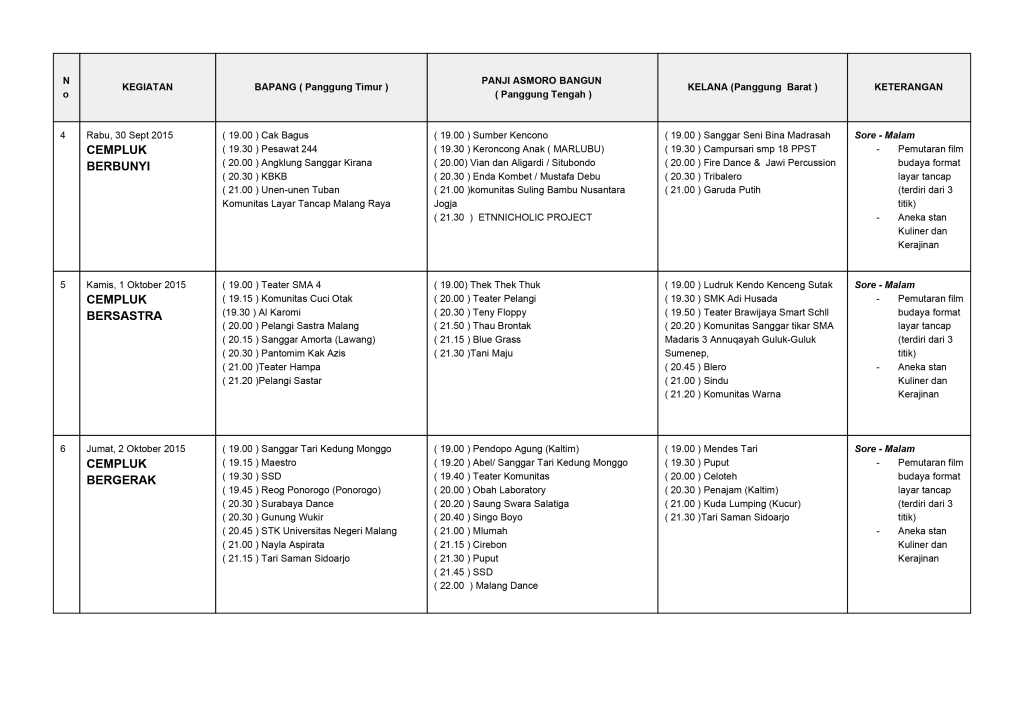 N
o
KEGIATAN
BAPANG ( Panggung Timur )
PANJI ASMORO BANGUN
( Panggung Tengah )
KELANA (Panggung  Barat )
KETERANGAN
4
Rabu, 30 Sept 2015
CEMPLUK
BERBUNYI
( 19.00 ) Cak Bagus
( 19.30 ) Pesawat 244
( 20.00 ) Angklung Sanggar Kirana
( 20.30 ) KBKB
( 21.00 ) Unen-unen Tuban
Komunitas Layar Tancap Malang Raya
( 19.00 ) Sumber Kencono
( 19.30 ) Keroncong Anak ( MARLUBU)
( 20.00) Vian dan Aligardi / Situbondo
( 20.30 ) Enda Kombet / Mustafa Debu
( 21.00 )komunitas Suling Bambu Nusantara
Jogja
( 21.30  )  ETNNICHOLIC PROJECT
( 19.00 ) Sanggar Seni Bina Madrasah
( 19.30 ) Campursari smp 18 PPST
( 20.00 ) Fire Dance &  Jawi Percussion
( 20.30 ) Tribalero
( 21.00 ) Garuda Putih
Sore - Malam
- Pemutaran film
budaya format
layar tancap
(terdiri dari 3
titik)
- Aneka stan
Kuliner dan
Kerajinan
5
Kamis, 1 Oktober 2015
CEMPLUK
BERSASTRA
( 19.00 ) Teater SMA 4
( 19.15 ) Komunitas Cuci Otak
(19.30 ) Al Karomi
( 20.00 ) Pelangi Sastra Malang
( 20.15 ) Sanggar Amorta (Lawang)
( 20.30 ) Pantomim Kak Azis
( 21.00 )Teater Hampa
( 21.20 )Pelangi Sastar
( 19.00) Thek Thek Thuk
( 20.00 ) Teater Pelangi
( 20.30 ) Teny Floppy
( 21.50 ) Thau Brontak
( 21.15 ) Blue Grass
( 21.30 )Tani Maju
( 19.00 ) Ludruk Kendo Kenceng Sutak
( 19.30 ) SMK Adi Husada
( 19.50 ) Teater Brawijaya Smart Schll
( 20.20 ) Komunitas Sanggar tikar SMA
Madaris 3 Annuqayah Guluk-Guluk
Sumenep,
( 20.45 ) Blero
( 21.00 ) Sindu
( 21.20 ) Komunitas Warna
Sore - Malam
- Pemutaran film
budaya format
layar tancap
(terdiri dari 3
titik)
- Aneka stan
Kuliner dan
Kerajinan
6
Jumat, 2 Oktober 2015
CEMPLUK
BERGERAK
( 19.00 ) Sanggar Tari Kedung Monggo
( 19.15 ) Maestro
( 19.30 ) SSD
( 19.45 ) Reog Ponorogo (Ponorogo)
( 20.30 ) Surabaya Dance
( 20.30 ) Gunung Wukir
( 20.45 ) STK Universitas Negeri Malang
( 21.00 ) Nayla Aspirata
( 21.15 ) Tari Saman Sidoarjo
( 19.00 ) Pendopo Agung (Kaltim)
( 19.20 ) Abel/ Sanggar Tari Kedung Monggo
( 19.40 ) Teater Komunitas
( 20.00 ) Obah Laboratory
( 20.20 ) Saung Swara Salatiga
( 20.40 ) Singo Boyo
( 21.00 ) Mlumah
( 21.15 ) Cirebon
( 21.30 ) Puput
( 21.45 ) SSD
( 22.00  ) Malang Dance
( 19.00 ) Mendes Tari
( 19.30 ) Puput
( 20.00 ) Celoteh
( 20.30 ) Penajam (Kaltim)
( 21.00 ) Kuda Lumping (Kucur)
( 21.30 )Tari Saman Sidoarjo
Sore - Malam
- Pemutaran film
budaya format
layar tancap
(terdiri dari 3
titik)
- Aneka stan
Kuliner dan
Kerajinan